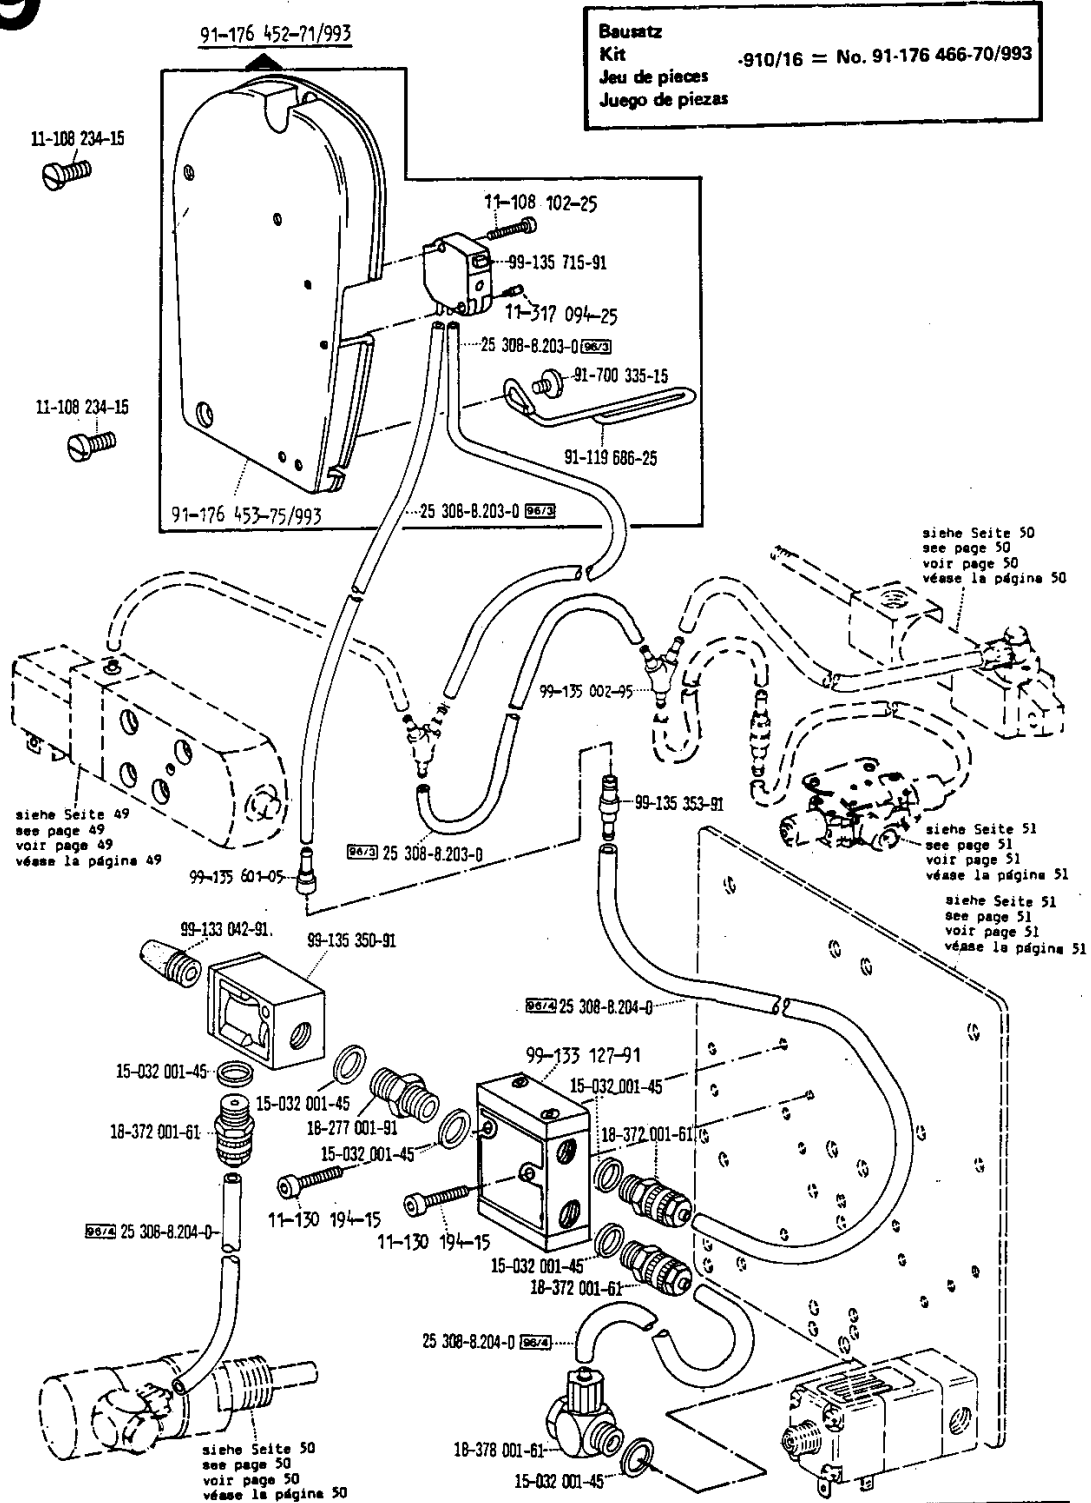 9
91-176 452-71/993
Bausatz
Kit
Jeu de pieces
Juego de piezas
-910/16 = No. 91-176 466-70/993
11-108 234-15
11-108 102-25
99-135 715-91
11-317 094-25
25 308-8.203-0 96/3
91-700 335-15
11-108 234-15
91-119 686-25
91-176 453-75/993
25 308-8.203-0 96/3
siehe Seite 50
see page 50
voir page 50
véase la página 50
99-135 002-95
99-135 353-91
siehe Seite 49
see page 49
voir page 49
véase la página 49
96/3 25 308-8.203-0
99-135 601-05
siehe Seite 51
see page 51
voir page 51
véase la página 51
siehe Seite 51
see page 51
voir page 51
véase la página 51
99-133 042-91
99-135 350-91
96/4 25 308-8.204-0
99-133 127-91
15-032 001-45
15-032 001-45
15-032 001-45
18-277 001-91
18-372 001-61
18-372 001-61
15-032 001-45
11-130 194-15
11-130 194-15
96/4 25 308-8.204-0
15-032 001-45
18-372 001-61
25 308-8.204-0 96/4
18-378 001-61
15-032 001-45
siehe Seite 50
see page 50
voir page 50
véase la página 50